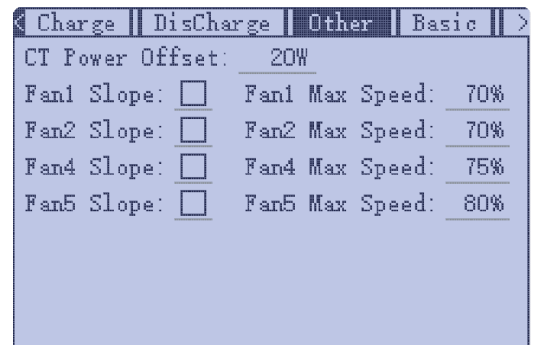 < Charge DisCharge Other Basic >
CT Power Offset: 20W
Fan1 Slope: Fan1 Max Speed: 70%
Fan2 Slope: Fan2 Max Speed: 70%
Fan4 Slope: Fan4 Max Speed: 75%
Fan5 Slope: Fan5 Max Speed: 80%